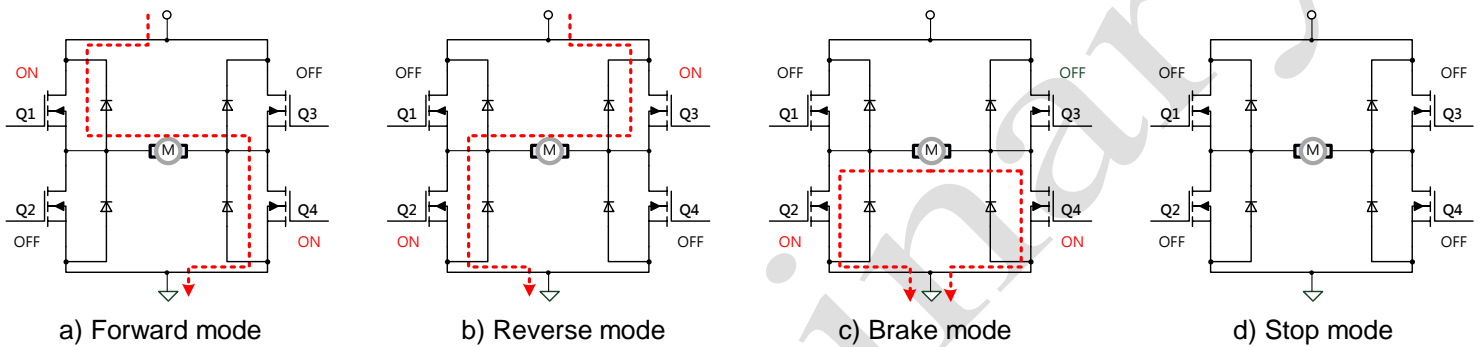 ON OFF OFF ON OFF OFF OFF OFF
Q1 Q3 Q1 Q3 Q1 Q3 Q1 Q3
M M M M
Q2 Q4 Q2 Q4 Q2 Q4 Q2 Q4
OFF ON ON OFF ON ON OFF OFF
a) Forward mode b) Reverse mode c) Brake mode d) Stop mode